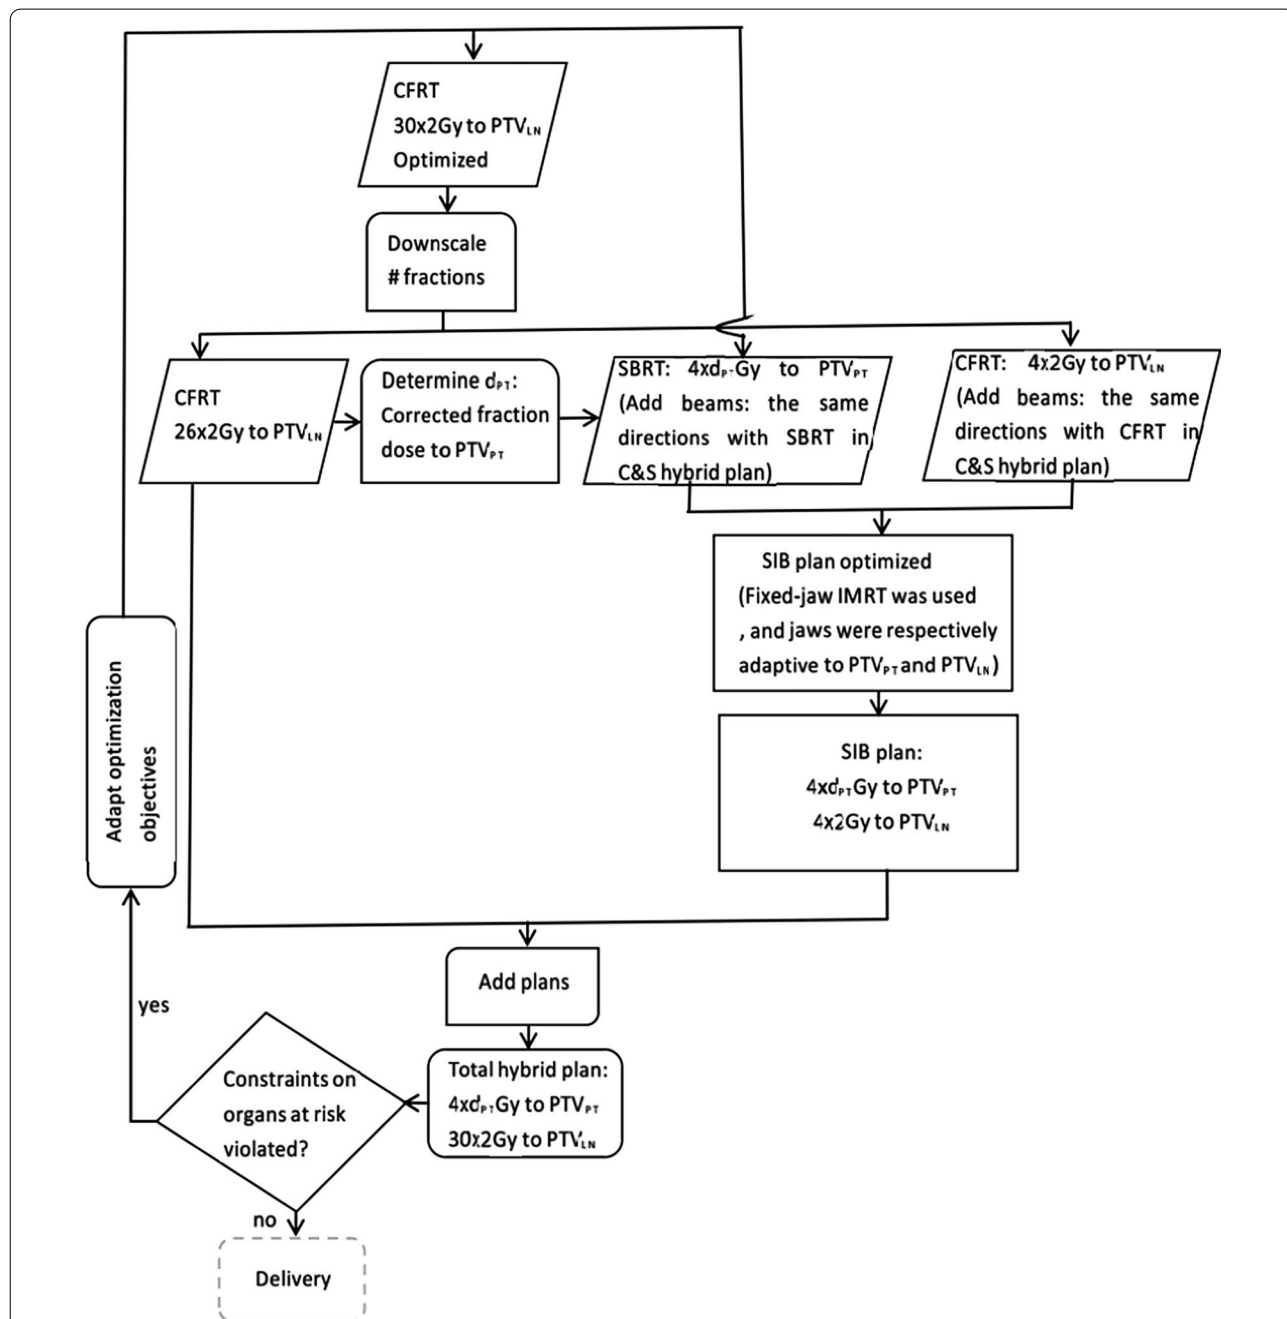 CFRT
30x2Gy to PTVLN
Optimized
Downscale
# fractions
CFRT
26x2Gy to PTVLN
Determine dPT:
Corrected fraction
dose to PTVPT
SBRT: 4xdPTGy to PTVPT
(Add beams: the same
directions with SBRT in
C&S hybrid plan)
CFRT: 4x2Gy to PTVLN
(Add beams: the same
directions with CFRT in
C&S hybrid plan)
SIB plan optimized
(Fixed-jaw IMRT was used
, and jaws were respectively
adaptive to PTVPT and PTVLN)
SIB plan:
4xdPTGy to PTVPT
4x2Gy to PTVLN
Adapt optimization
objectives
Add plans
yes
Total hybrid plan:
4xdPTGy to PTVPT
30x2Gy to PTVLN
Constraints on
organs at risk
violated?
no
Delivery